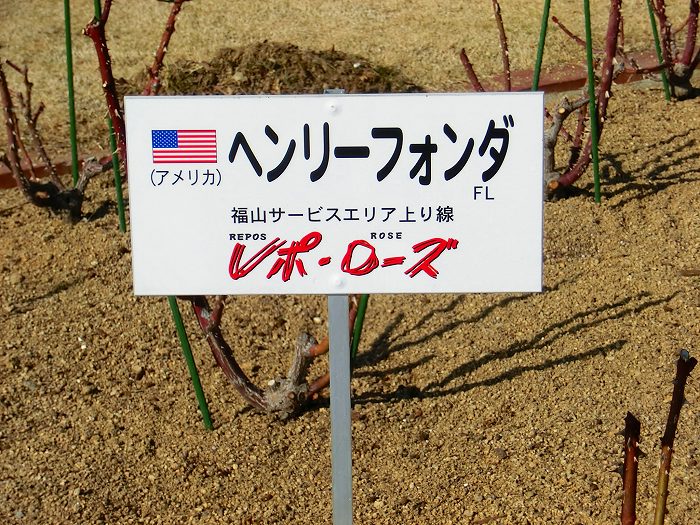 ヘンリーフォンダ
(アメリカ)
FL
福山サービスエリア上り線
REPOS ROSE
レポ・ローズ